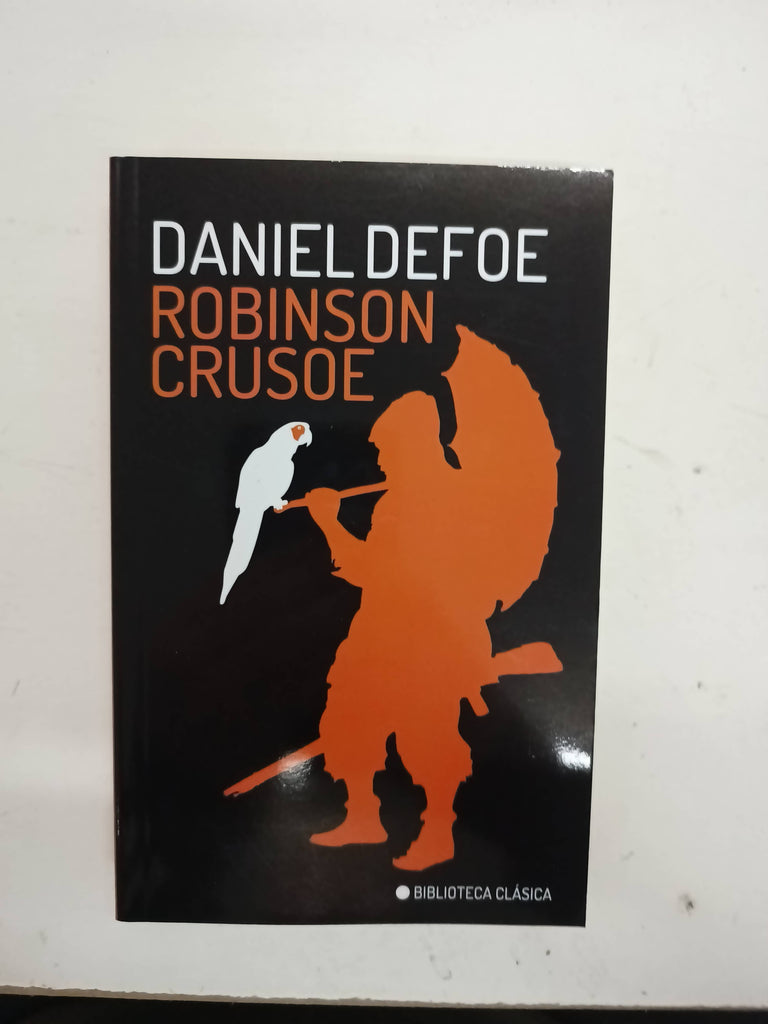 DANIEL DEFOE
ROBINSON
CRUSOE
BIBLIOTECA CLÁSICA